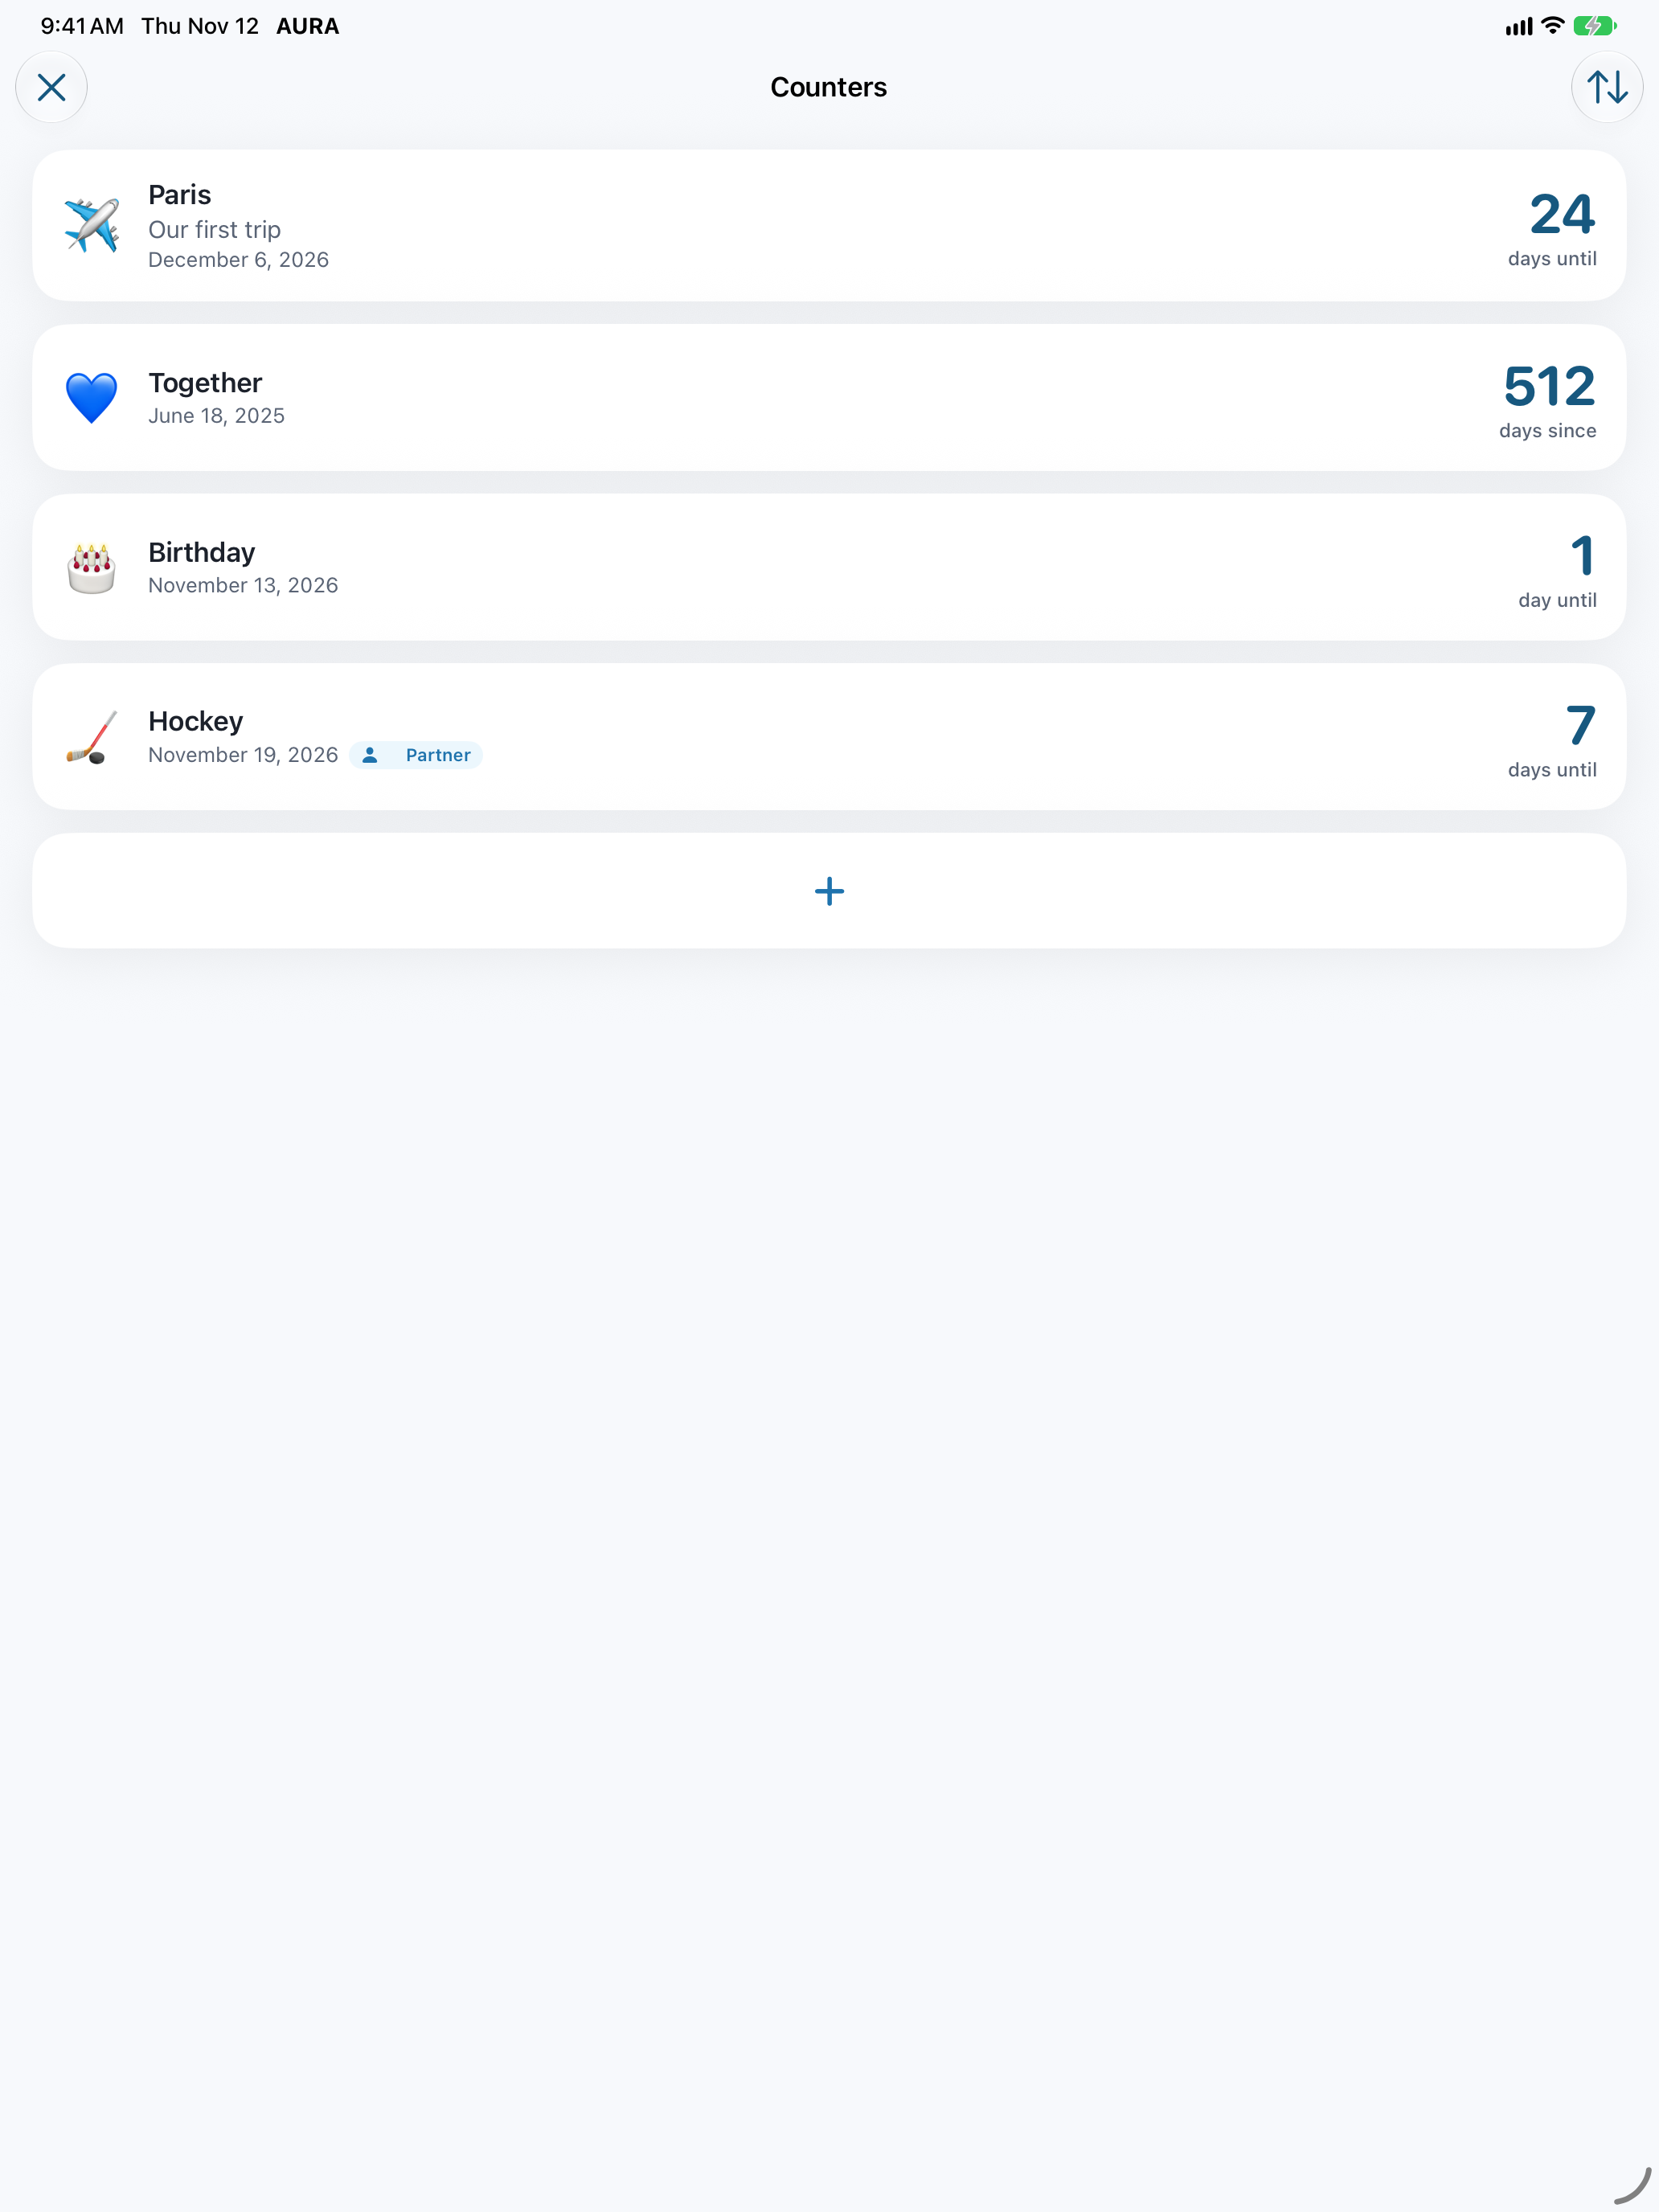 9:41 AM Thu Nov 12 AURA
Counters
Paris
Our first trip
December 6, 2026
24
days until
Together
June 18, 2025
512
days since
Birthday
November 13, 2026
1
day until
Hockey
November 19, 2026 Partner
7
days until